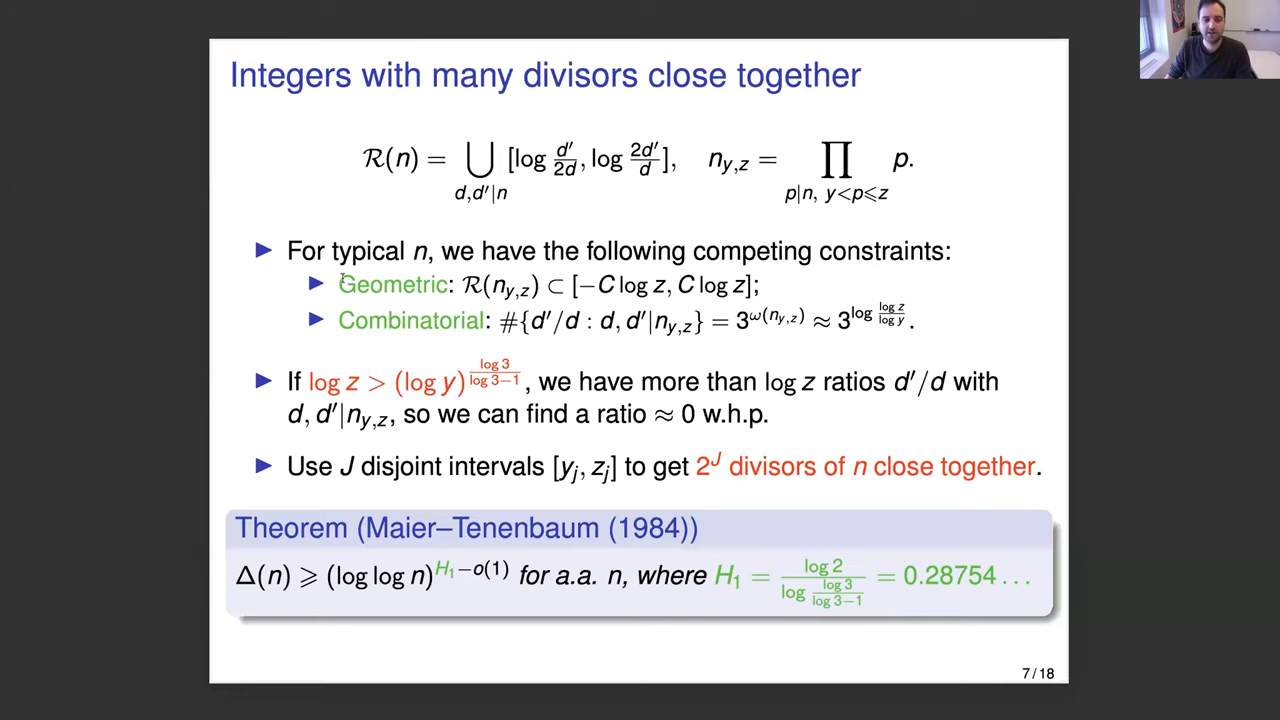 Integers with many divisors close together
ℛ(n) = ⋃_{d,d′|n} [log d′/2d, log 2d′/d],   n_{y,z} = ∏_{p|n, y<p⩽z} p.
▶ For typical n, we have the following competing constraints:
▶ Geometric: ℛ(n_{y,z}) ⊂ [−C log z, C log z];
▶ Combinatorial: #{d′/d : d, d′|n_{y,z}} = 3^{ω(n_{y,z})} ≈ 3^{log (log z / log y)}.
▶ If log z > (log y)^{log 3 / (log 3−1)}, we have more than log z ratios d′/d with
d, d′|n_{y,z}, so we can find a ratio ≈ 0 w.h.p.
▶ Use J disjoint intervals [y_j, z_j] to get 2^J divisors of n close together.
Theorem (Maier–Tenenbaum (1984))
Δ(n) ⩾ (log log n)^{H_1−o(1)} for a.a. n, where H_1 = log 2 / log (log 3 / (log 3−1)) = 0.28754…
7 / 18